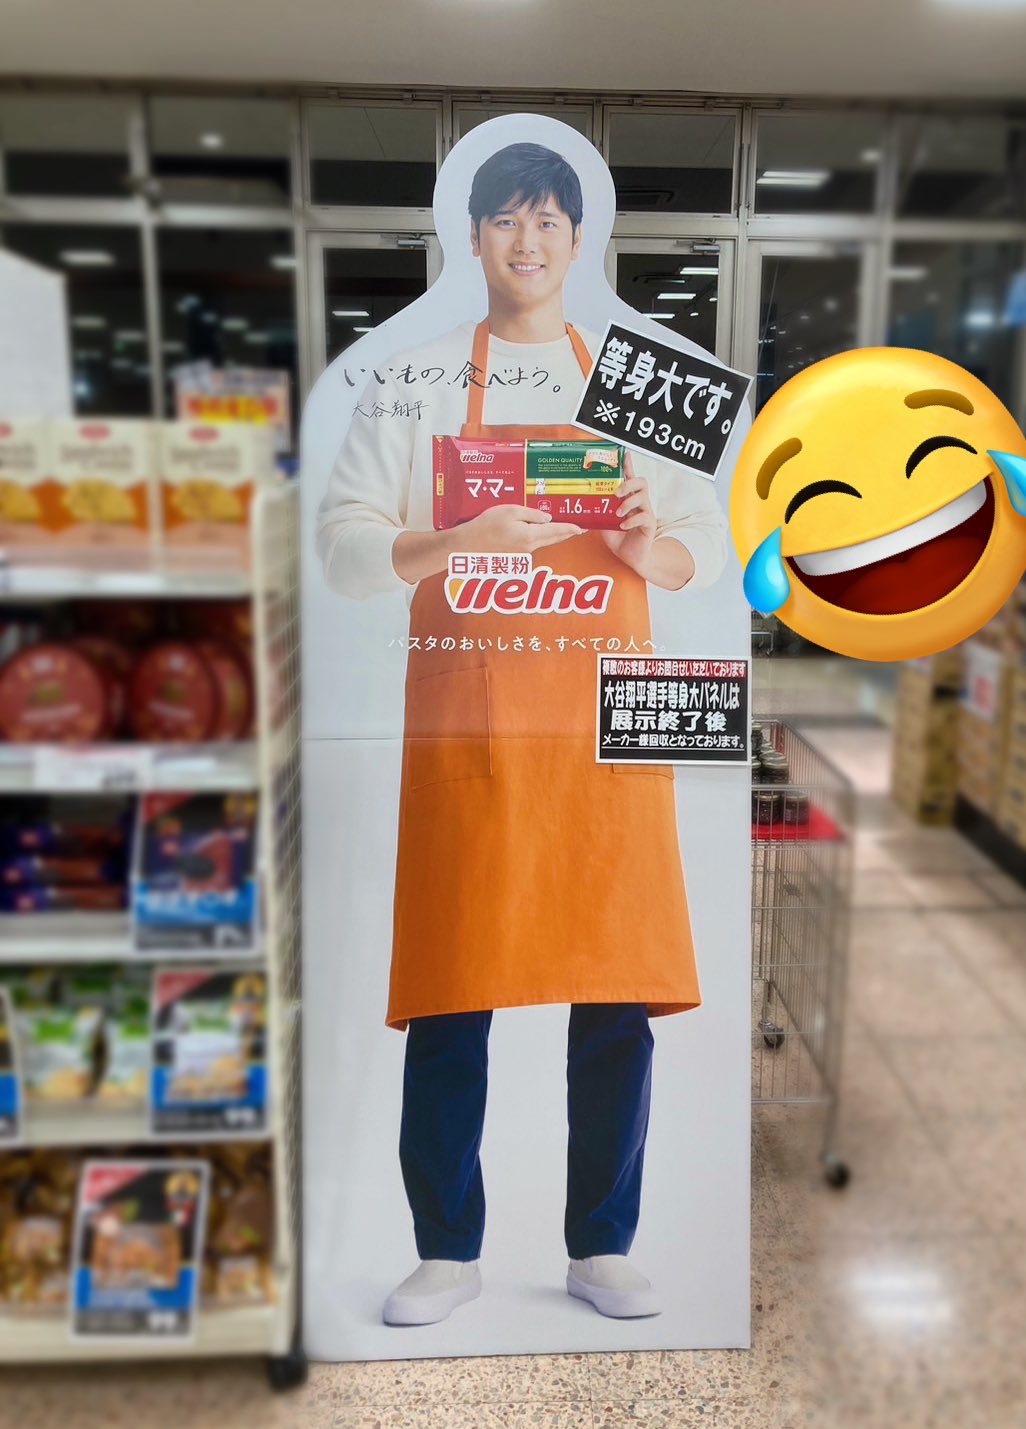 いいもの、食べよう。
大谷翔平
等身大です。
※193cm
Welna
マ・マー
GOLDEN QUALITY
100%
1.6
7
日清製粉
Welna
パスタのおいしさを、すべての人へ。
複数のお客様よりお問合せいただいております
大谷翔平選手等身大パネルは
展示終了後
メーカー様回収となっております。